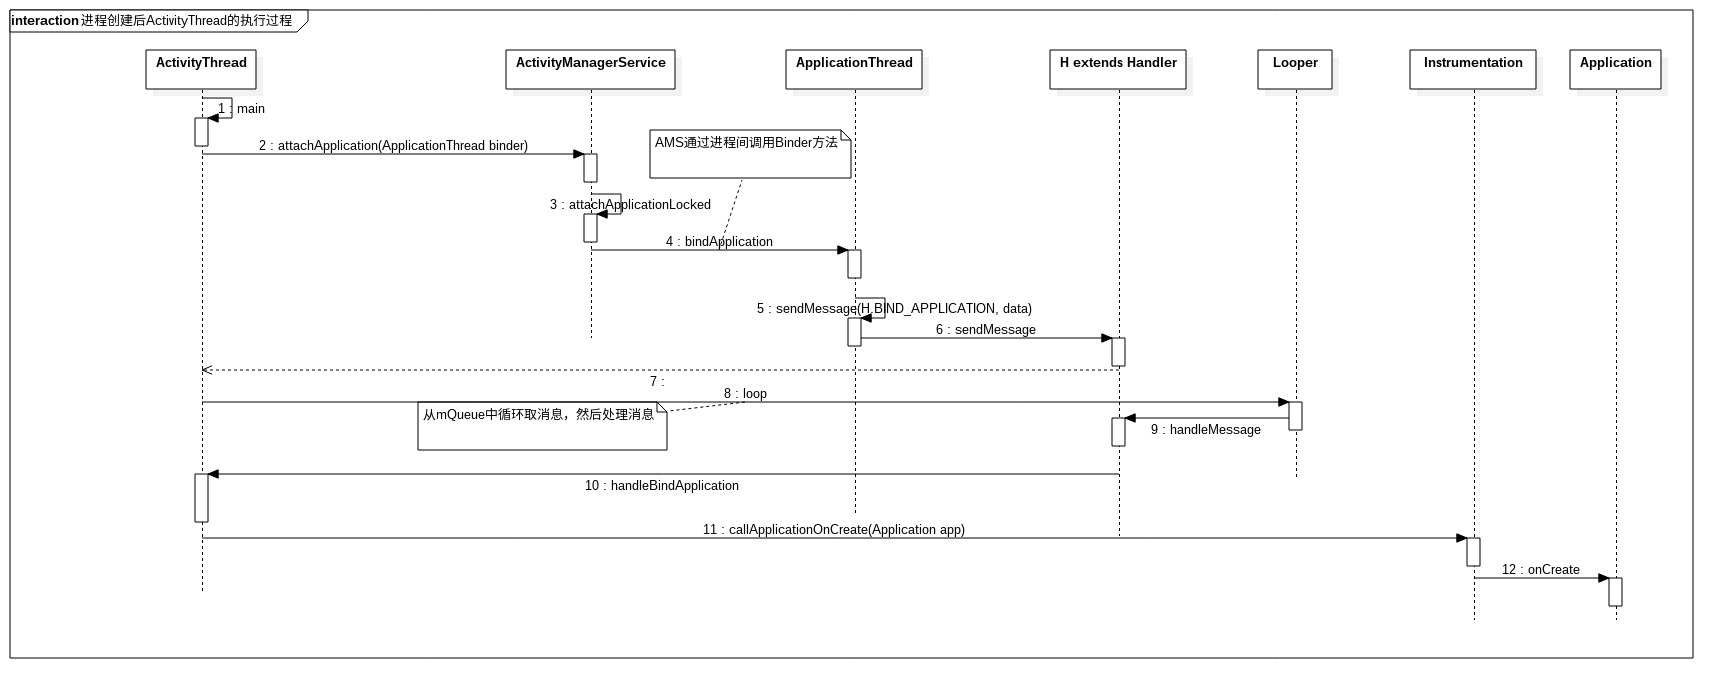 interaction 进程创建后ActivityThread的执行过程
ActivityThread
ActivityManagerService
ApplicationThread
H extends Handler
Looper
Instrumentation
Application
1 : main
2 : attachApplication(ApplicationThread binder)
AMS通过进程间调用Binder方法
3 : attachApplicationLocked
4 : bindApplication
5 : sendMessage(H.BIND_APPLICATION, data)
6 : sendMessage
7 :
8 : loop
从mQueue中循环取消息，然后处理消息
9 : handleMessage
10 : handleBindApplication
11 : callApplicationOnCreate(Application app)
12 : onCreate